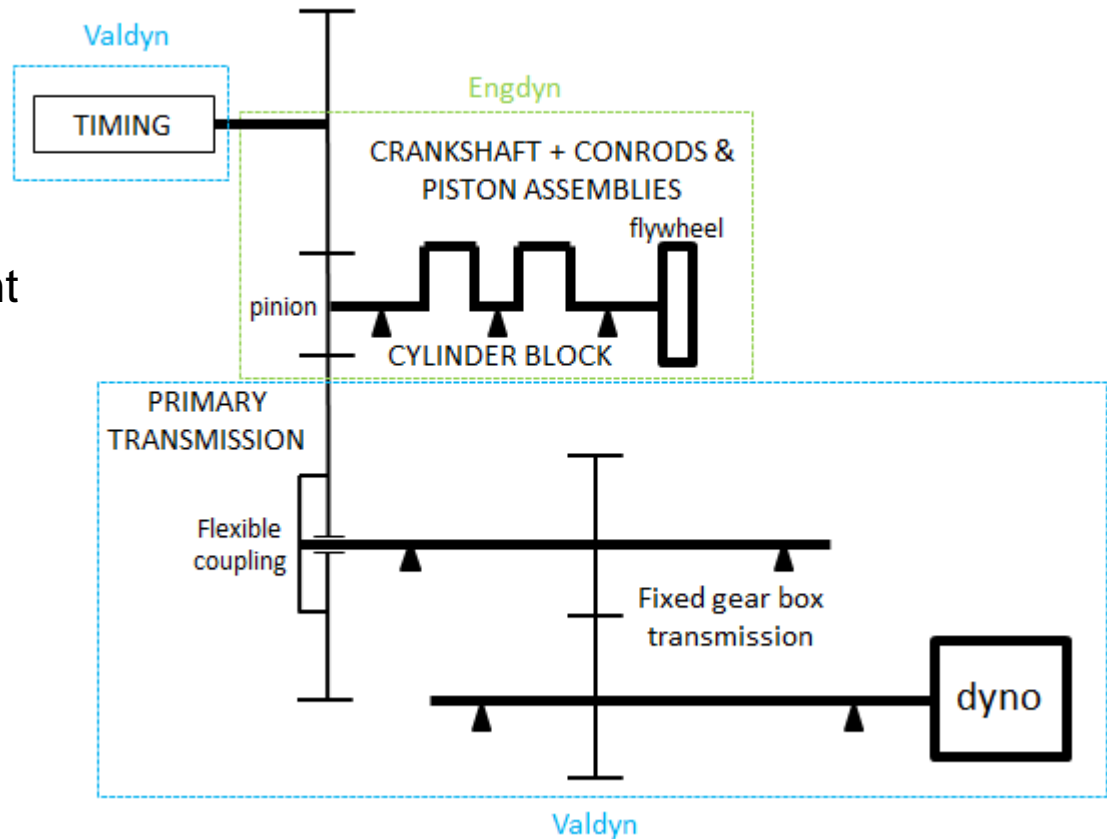 Valdyn
Engdyn
TIMING
CRANKSHAFT + CONRODS &
PISTON ASSEMBLIES
flywheel
nt
pinion
CYLINDER BLOCK
PRIMARY
TRANSMISSION
Flexible
coupling
Fixed gear box
transmission
dyno
Valdyn